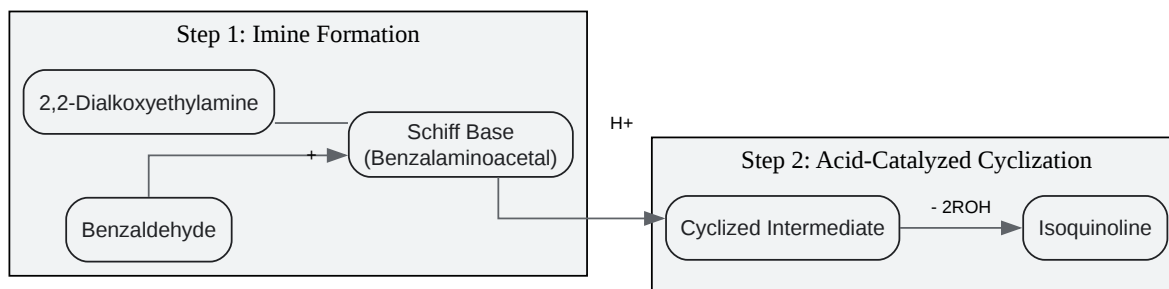 Step 1: Imine Formation
2,2-Dialkoxyethylamine
Schiff Base
(Benzalaminoacetal)
+
Benzaldehyde
H+
Step 2: Acid-Catalyzed Cyclization
Cyclized Intermediate
- 2ROH
Isoquinoline